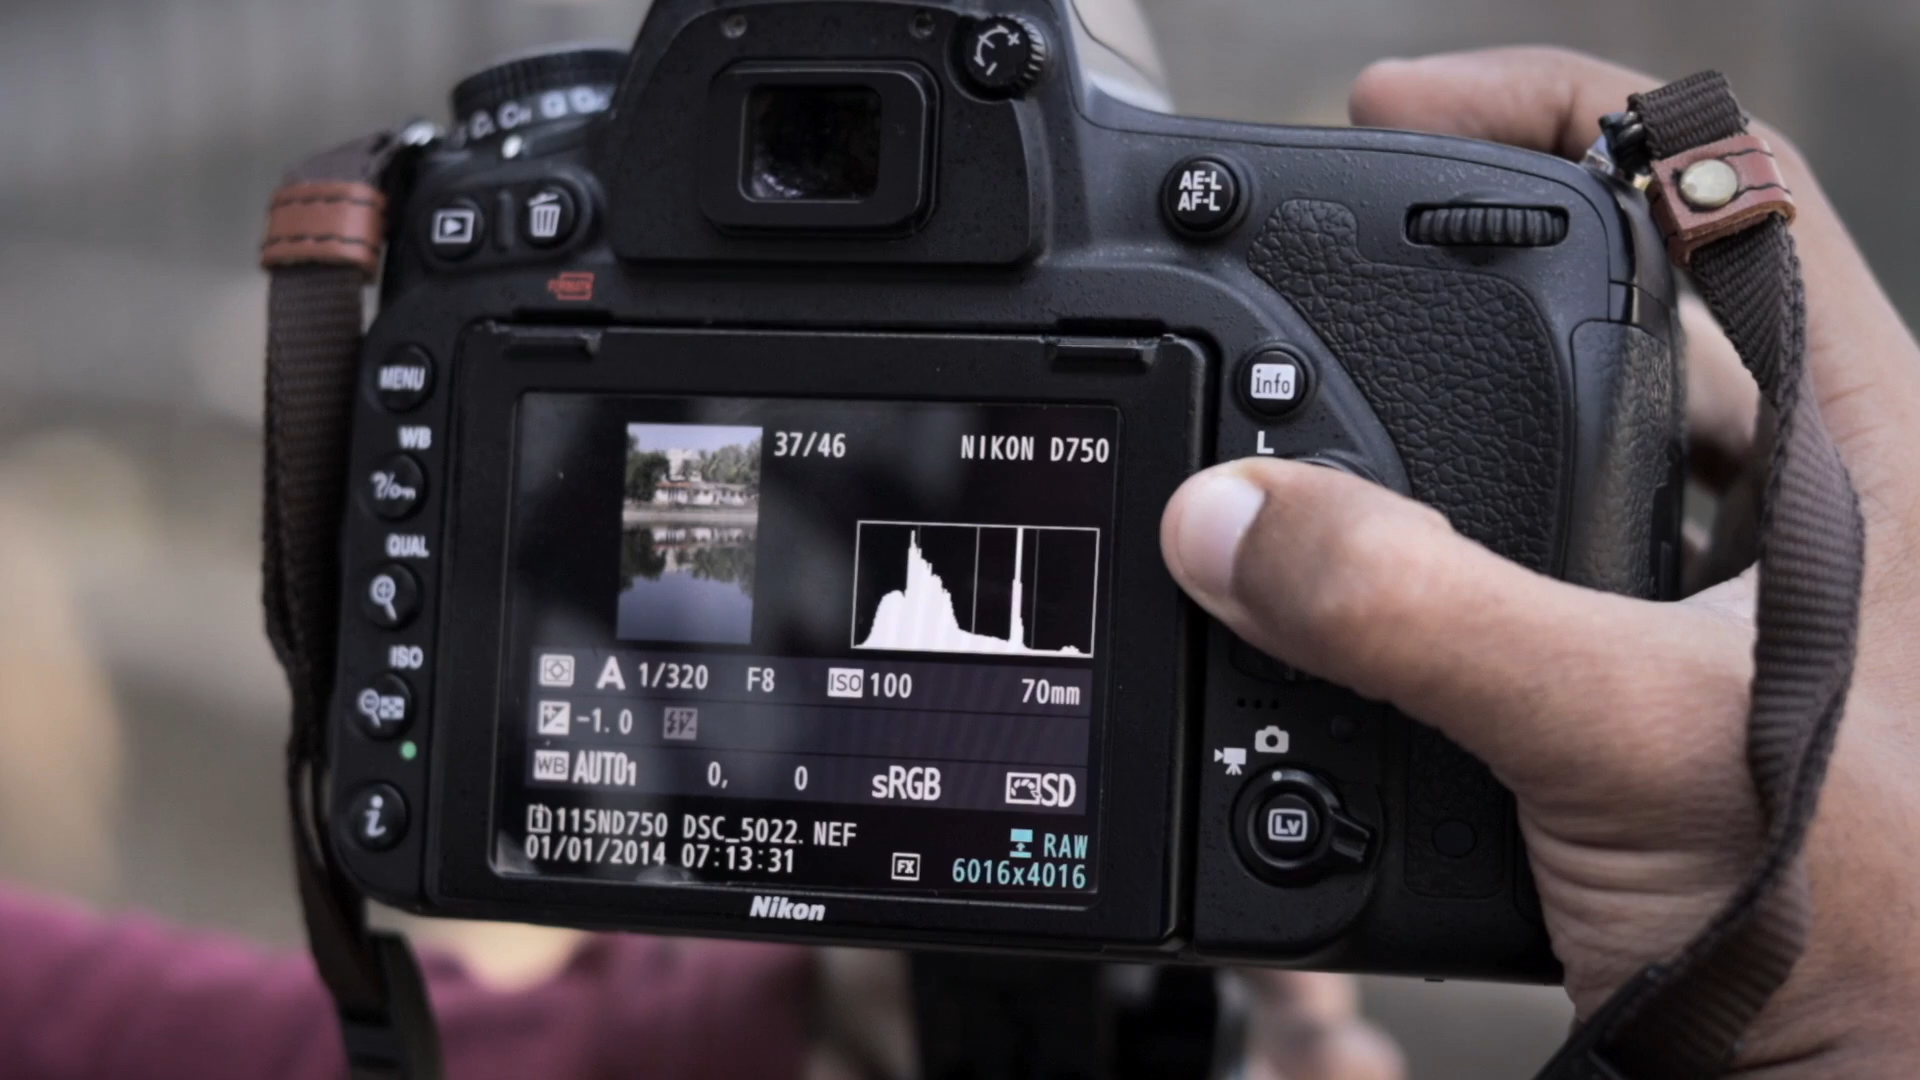 AE-L
AF-L
FORMAT
MENU
info
WB
L
?/
37/46 NIKON D750
QUAL
ISO
A 1/320 F8 ISO 100 70mm
-1.0
WB AUTO1 0, 0 sRGB SD
1 115ND750 DSC_5022.NEF
01/01/2014 07:13:31 FX
RAW
6016x4016
i
Lv
Nikon